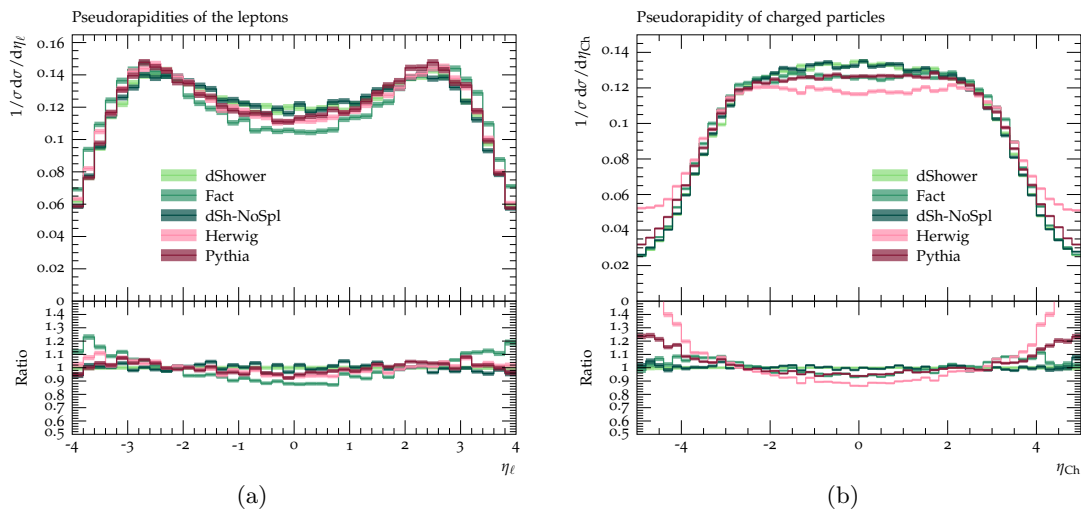 Pseudorapidities of the leptons
1/σ dσ/dηℓ
0.16
0.14
0.12
0.1
0.08
0.06
0.04
0.02
0
dShower
Fact
dSh-NoSpl
Herwig
Pythia
Ratio
1.4
1.3
1.2
1.1
1
0.9
0.8
0.7
0.6
0.5
-4 -3 -2 -1 0 1 2 3 4
ηℓ
(a)
Pseudorapidity of charged particles
1/σ dσ/dηCh
0.14
0.12
0.1
0.08
0.06
0.04
0.02
0
dShower
Fact
dSh-NoSpl
Herwig
Pythia
Ratio
1.4
1.3
1.2
1.1
1
0.9
0.8
0.7
0.6
0.5
-4 -2 0 2 4
ηCh
(b)